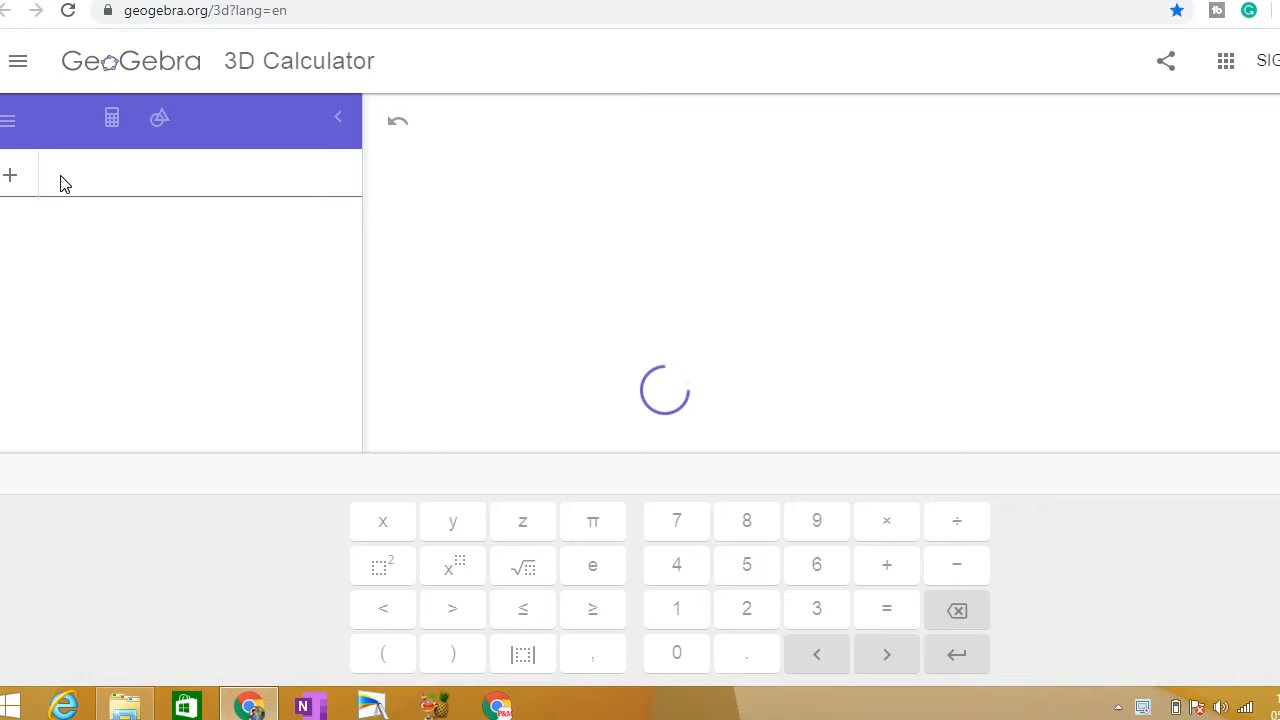 geogebra.org/3d?lang=en
GeoGebra 3D Calculator
SIG
x y z π 7 8 9 × ÷
2 x √ e 4 5 6 + −
< > ≤ ≥ 1 2 3 =
( ) | | , 0 . < >